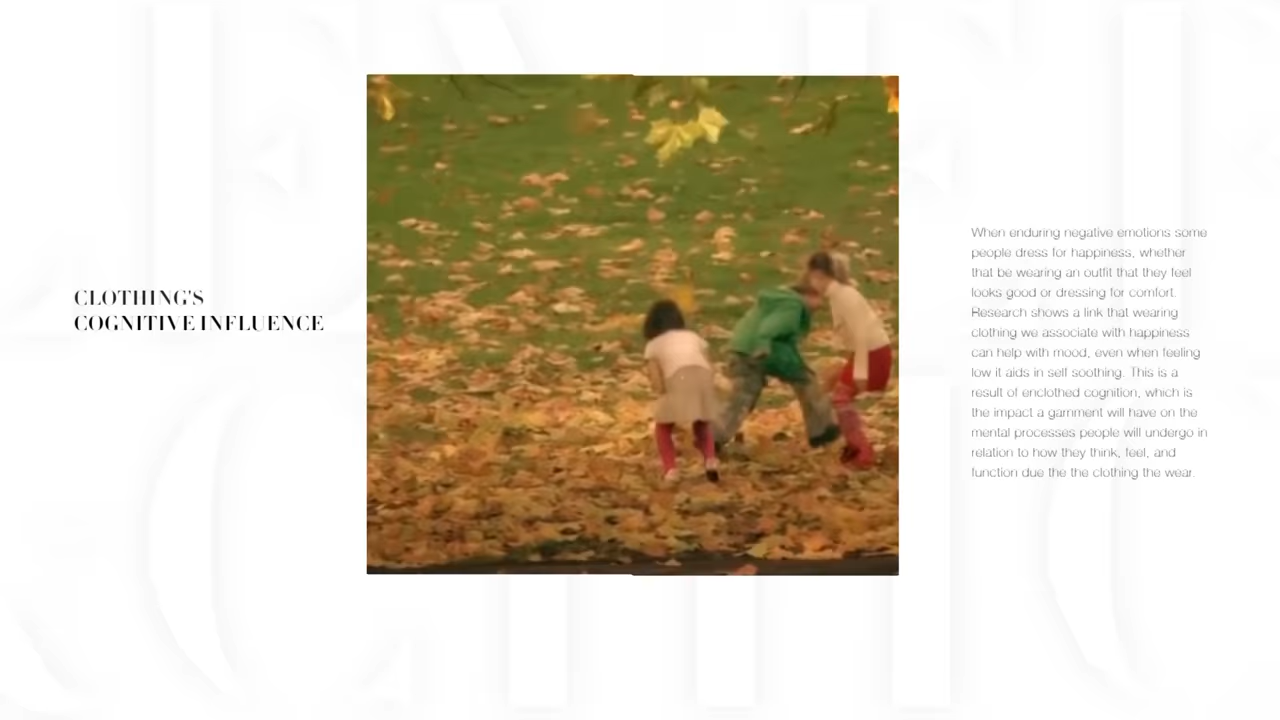 CLOTHING'S
COGNITIVE INFLUENCE
When enduring negative emotions some
people dress for happiness, whether
that be wearing an outfit that they feel
looks good or dressing for comfort.
Research shows a link that wearing
clothing we associate with happiness
can help with mood, even when feeling
low it aids in self soothing. This is a
result of enclothed cognition, which is
the impact a garnment will have on the
mental processes people will undergo in
relation to how they think, feel, and
function due the the clothing the wear.